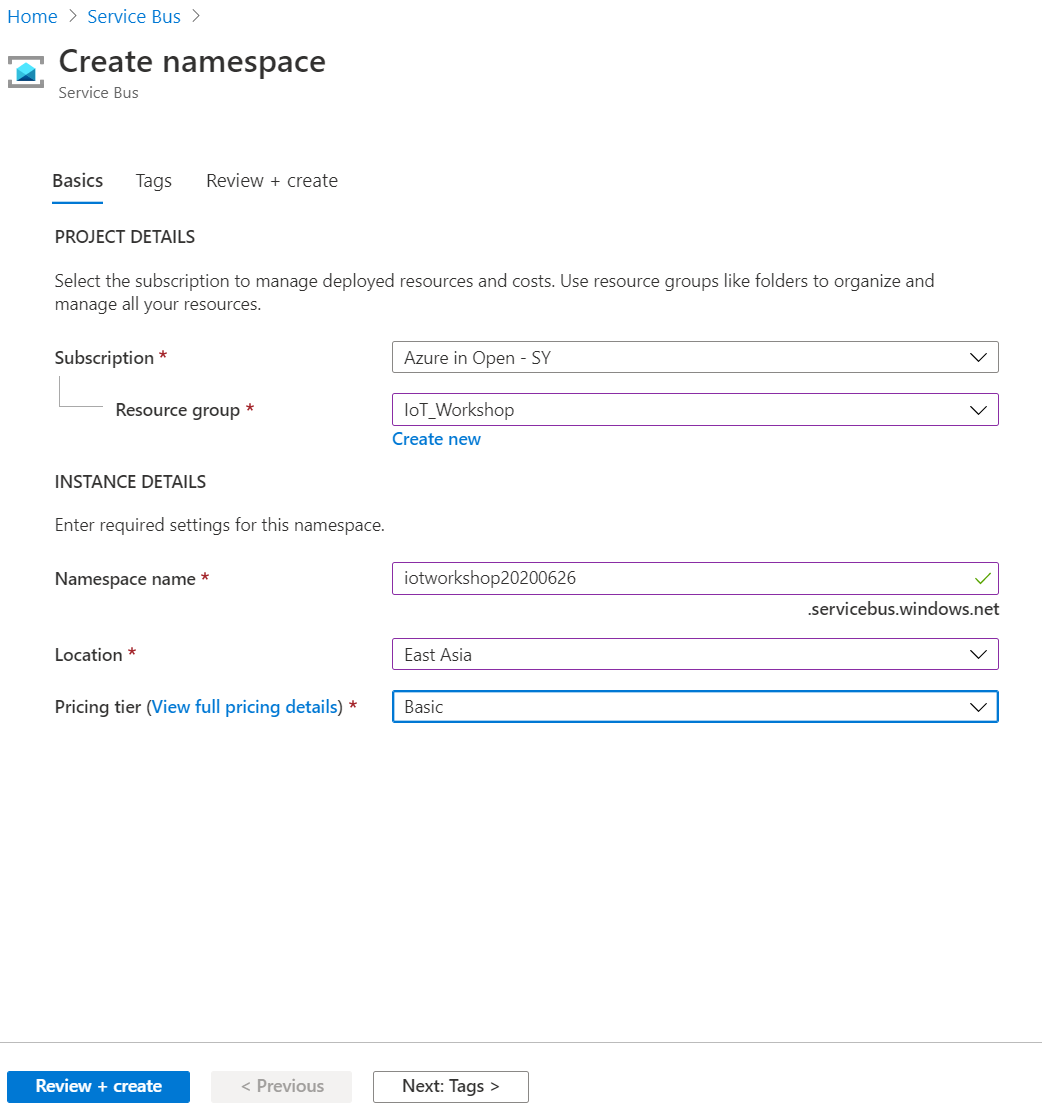 Home > Service Bus >
Create namespace
Service Bus
Basics Tags Review + create
PROJECT DETAILS
Select the subscription to manage deployed resources and costs. Use resource groups like folders to organize and
manage all your resources.
Subscription * Azure in Open - SY
Resource group * IoT_Workshop
Create new
INSTANCE DETAILS
Enter required settings for this namespace.
Namespace name * iotworkshop20200626
.servicebus.windows.net
Location * East Asia
Pricing tier (View full pricing details) * Basic
Review + create < Previous Next: Tags >